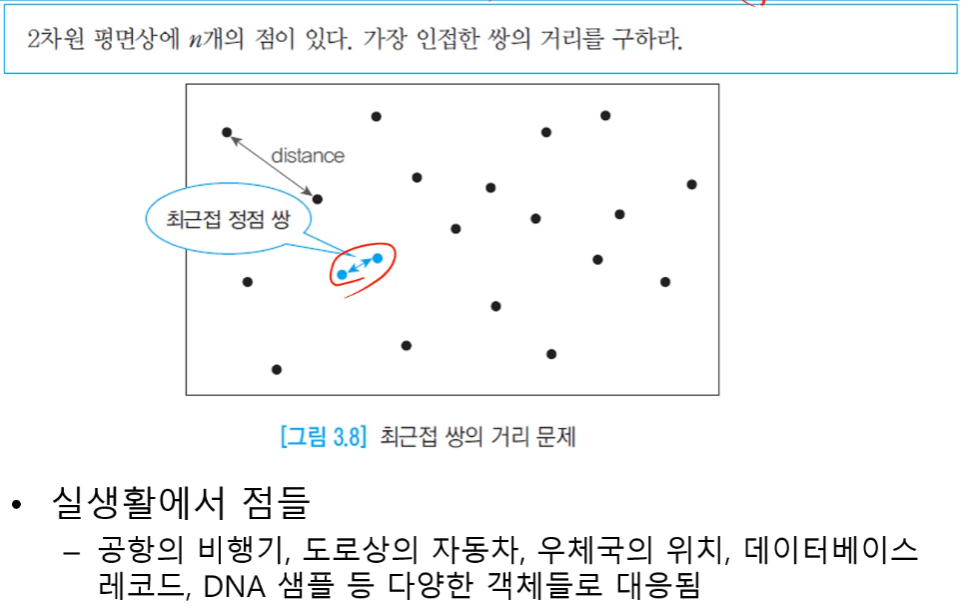 2차원 평면상에 n개의 점이 있다. 가장 인접한 쌍의 거리를 구하라.
distance
최근접 정점 쌍
[그림 3.8] 최근접 쌍의 거리 문제
• 실생활에서 점들
– 공항의 비행기, 도로상의 자동차, 우체국의 위치, 데이터베이스
레코드, DNA 샘플 등 다양한 객체들로 대응됨